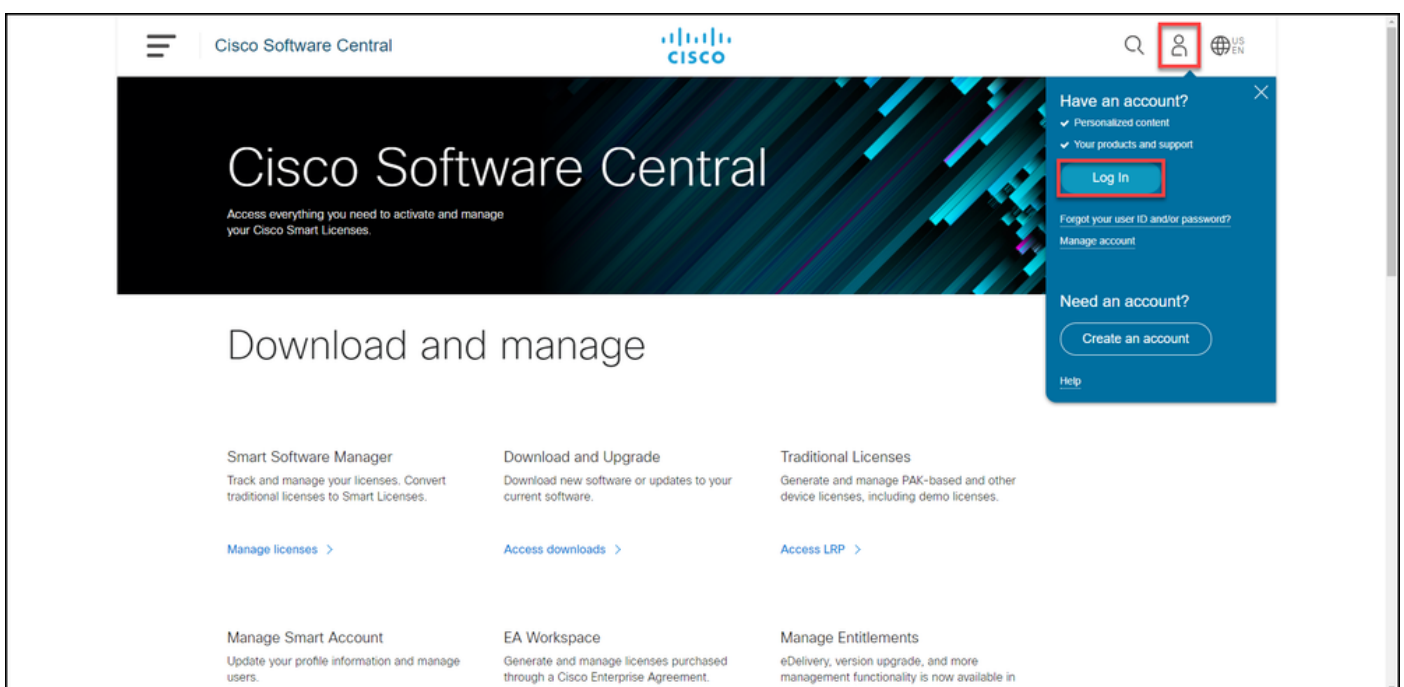 Cisco Software Central
CISCO
US
EN
Cisco Software Central
Access everything you need to activate and manage
your Cisco Smart Licenses.
Have an account?
Personalized content
Your products and support
Log In
Forgot your user ID and/or password?
Manage account
Need an account?
Create an account
Help
Download and manage
Smart Software Manager
Track and manage your licenses. Convert
traditional licenses to Smart Licenses.
Manage licenses >
Download and Upgrade
Download new software or updates to your
current software.
Access downloads >
Traditional Licenses
Generate and manage PAK-based and other
device licenses, including demo licenses.
Access LRP >
Manage Smart Account
Update your profile information and manage
users.
EA Workspace
Generate and manage licenses purchased
through a Cisco Enterprise Agreement.
Manage Entitlements
eDelivery, version upgrade, and more
management functionality is now available in